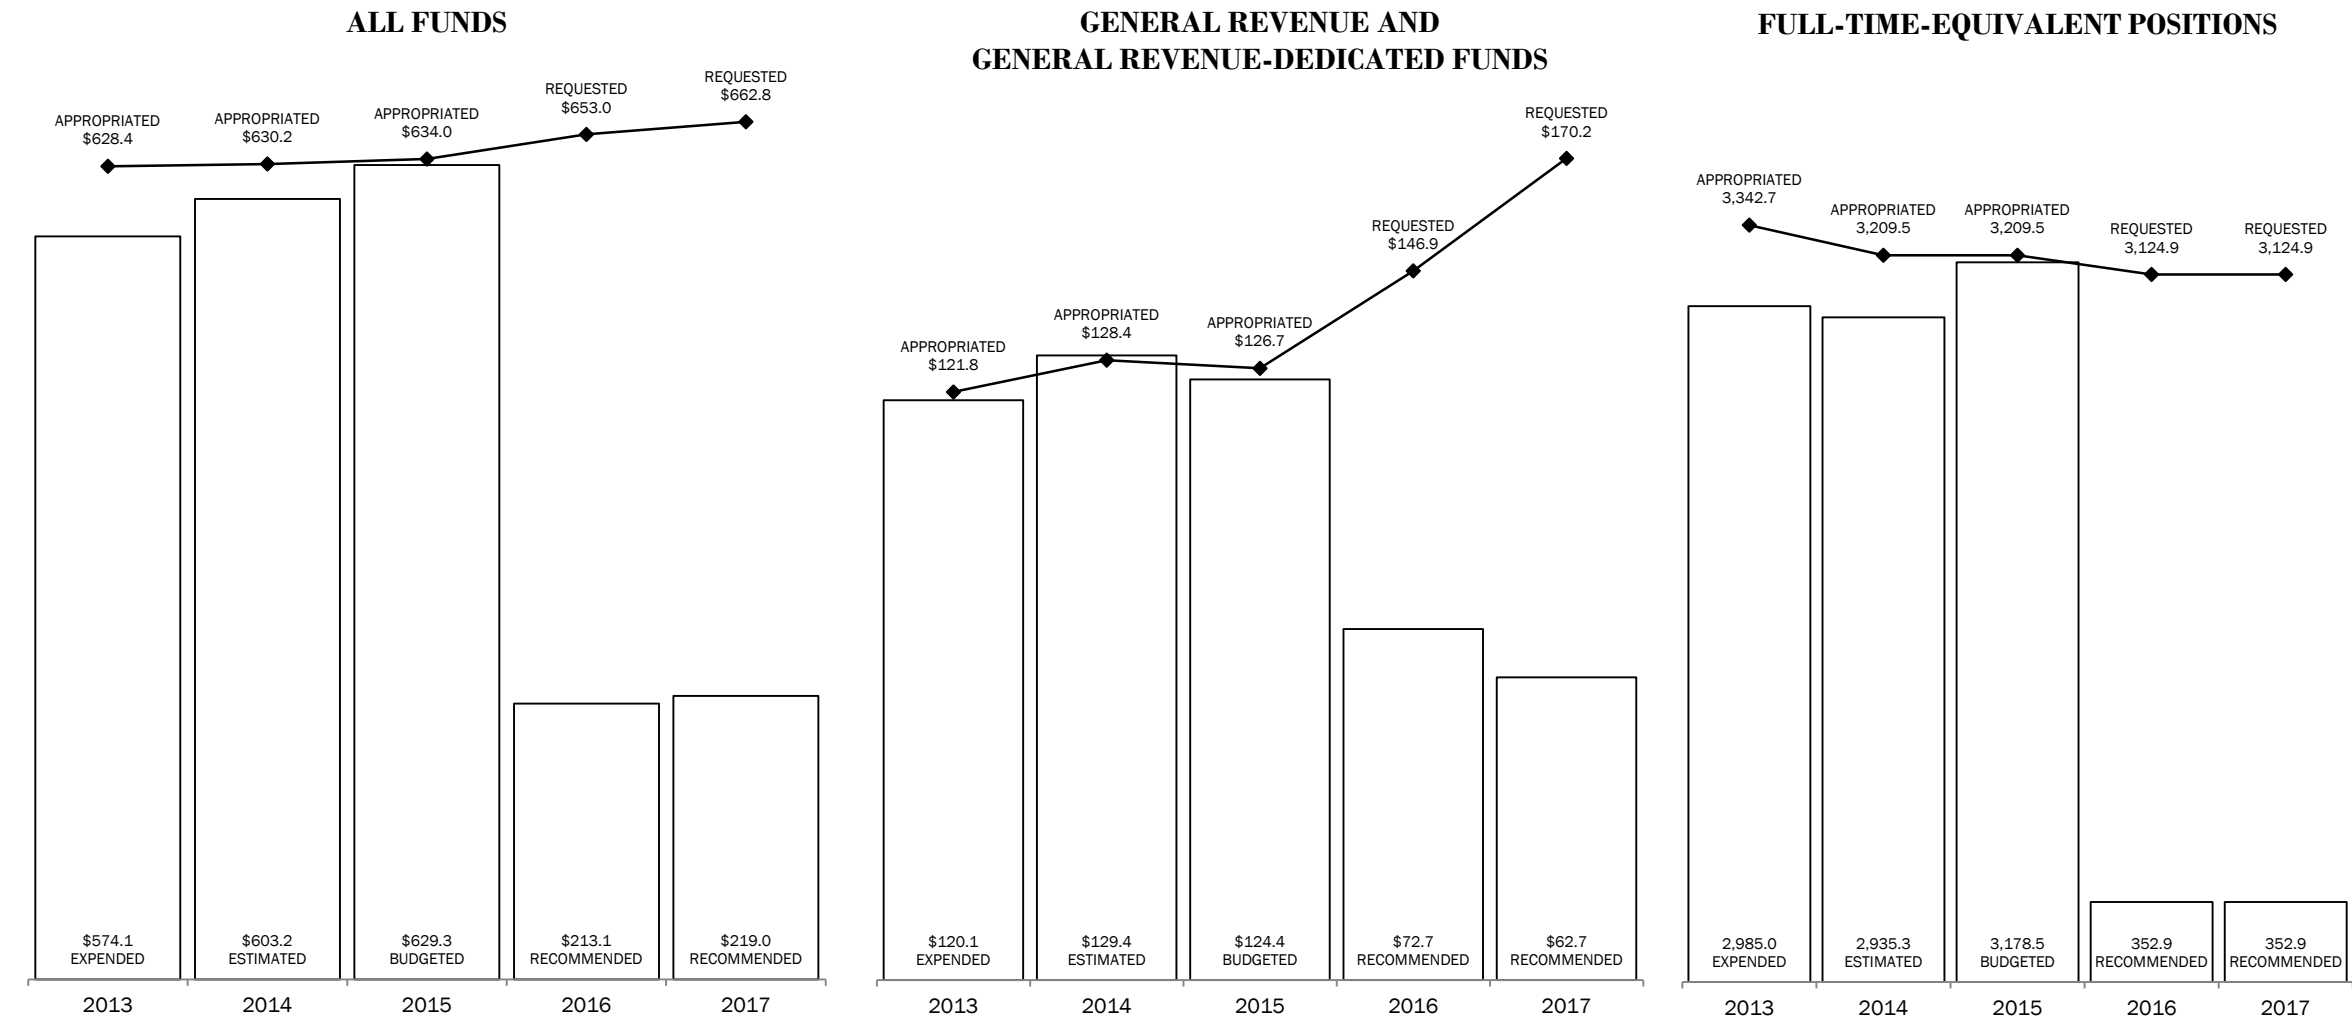 ALL FUNDS
REQUESTED
$662.8
REQUESTED
$653.0
APPROPRIATED
$634.0
APPROPRIATED
$630.2
APPROPRIATED
$628.4
$574.1
EXPENDED
$603.2
ESTIMATED
$629.3
BUDGETED
$213.1
RECOMMENDED
$219.0
RECOMMENDED
2013
2014
2015
2016
2017
GENERAL REVENUE AND
GENERAL REVENUE-DEDICATED FUNDS
REQUESTED
$170.2
REQUESTED
$146.9
APPROPRIATED
$128.4
APPROPRIATED
$126.7
APPROPRIATED
$121.8
$120.1
EXPENDED
$129.4
ESTIMATED
$124.4
BUDGETED
$72.7
RECOMMENDED
$62.7
RECOMMENDED
2013
2014
2015
2016
2017
FULL-TIME-EQUIVALENT POSITIONS
APPROPRIATED
3,342.7
APPROPRIATED
3,209.5
APPROPRIATED
3,209.5
REQUESTED
3,124.9
REQUESTED
3,124.9
2,985.0
EXPENDED
2,935.3
ESTIMATED
3,178.5
BUDGETED
352.9
RECOMMENDED
352.9
RECOMMENDED
2013
2014
2015
2016
2017